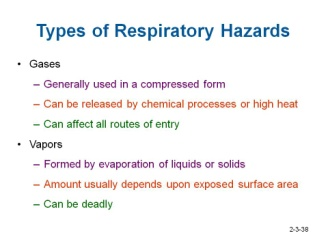 Types of Respiratory Hazards
• Gases
– Generally used in a compressed form
– Can be released by chemical processes or high heat
– Can affect all routes of entry
• Vapors
– Formed by evaporation of liquids or solids
– Amount usually depends upon exposed surface area
– Can be deadly
2-3-38